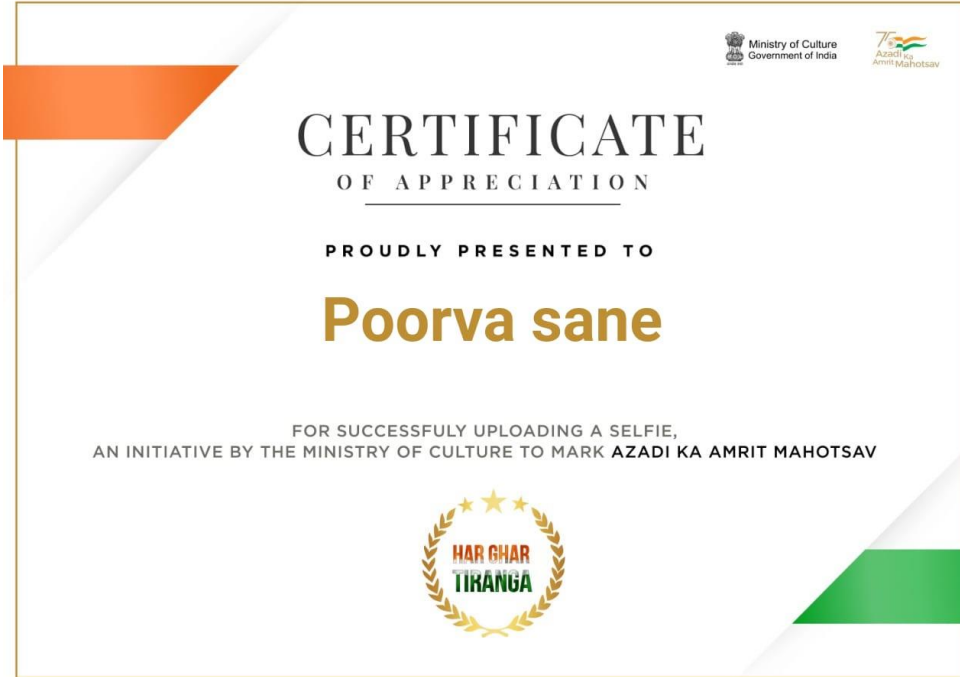 Ministry of Culture
Government of India
75
Azadi Ka
Amrit Mahotsav
CERTIFICATE
OF APPRECIATION
PROUDLY PRESENTED TO
Poorva sane
FOR SUCCESSFULY UPLOADING A SELFIE,
AN INITIATIVE BY THE MINISTRY OF CULTURE TO MARK AZADI KA AMRIT MAHOTSAV
HAR GHAR
TIRANGA